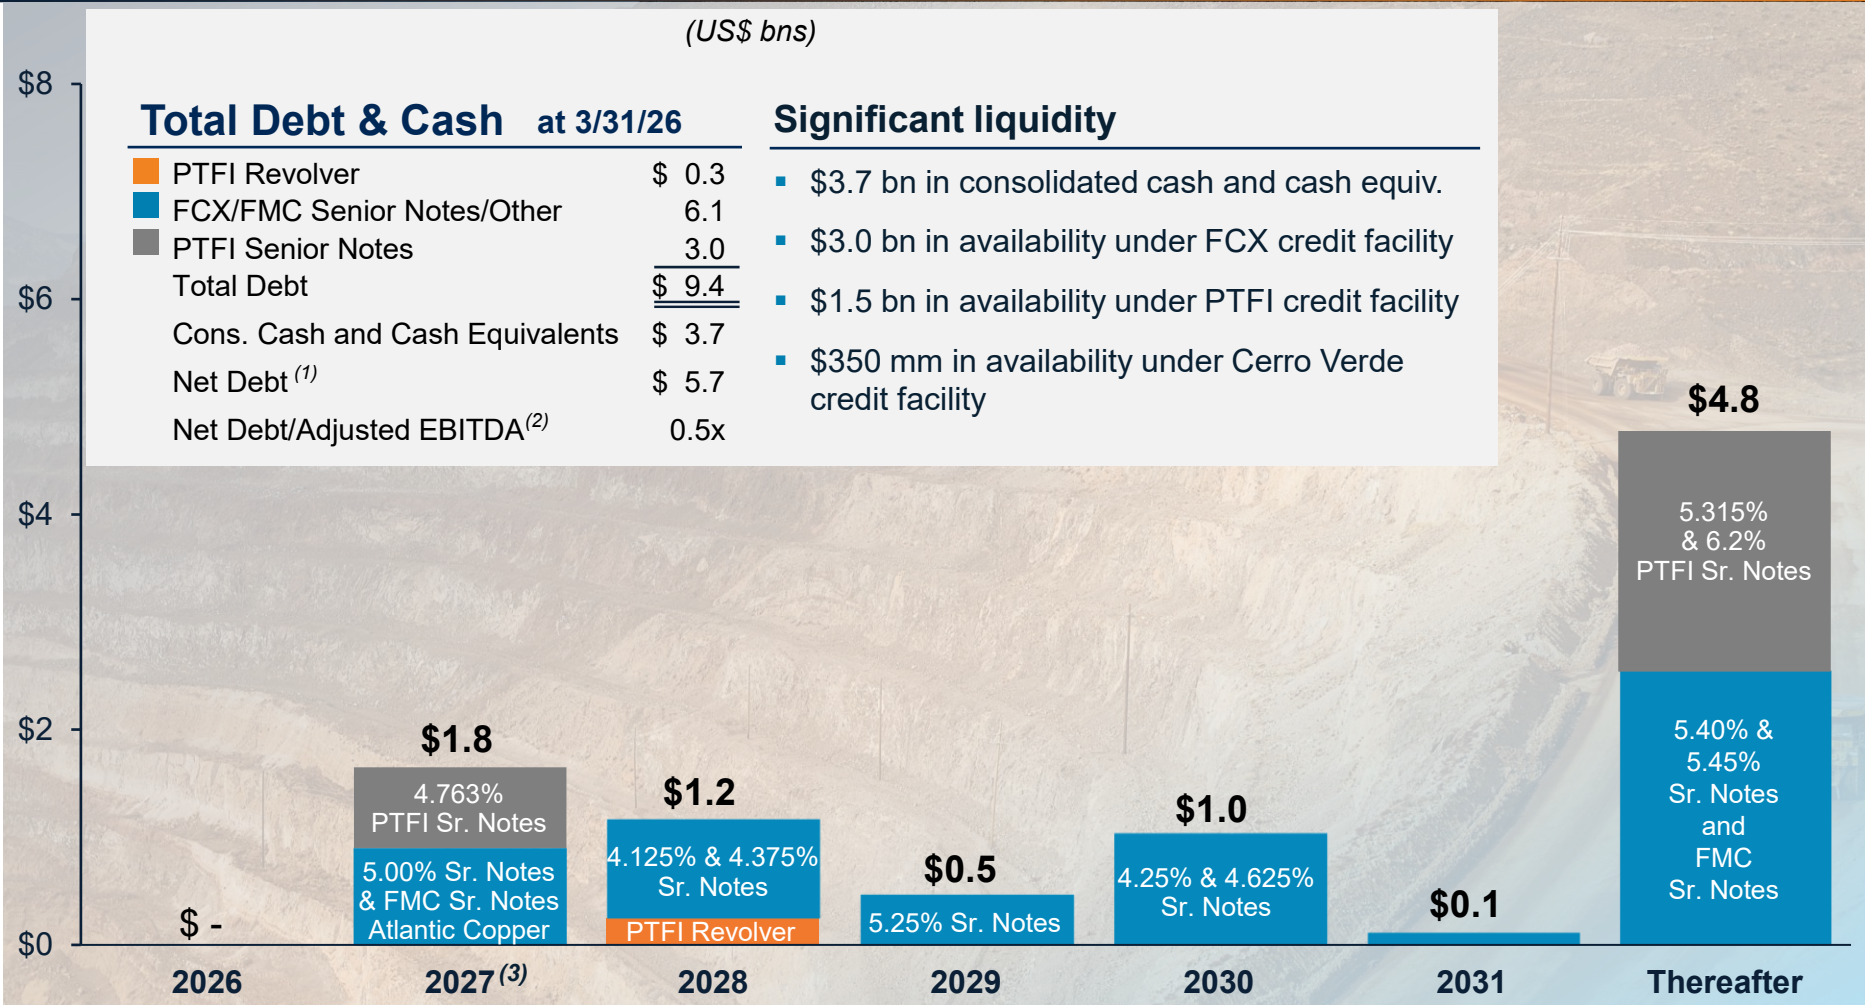 (US$ bns)
Total Debt & Cash at 3/31/26
PTFI Revolver $ 0.3
FCX/FMC Senior Notes/Other 6.1
PTFI Senior Notes 3.0
Total Debt $ 9.4
Cons. Cash and Cash Equivalents $ 3.7
Net Debt (1) $ 5.7
Net Debt/Adjusted EBITDA(2) 0.5x
Significant liquidity
▪ $3.7 bn in consolidated cash and cash equiv.
▪ $3.0 bn in availability under FCX credit facility
▪ $1.5 bn in availability under PTFI credit facility
▪ $350 mm in availability under Cerro Verde
credit facility
$8
$6
$4
$2
$0
$ -
$1.8
4.763%
PTFI Sr. Notes
5.00% Sr. Notes
& FMC Sr. Notes
Atlantic Copper
$1.2
4.125% & 4.375%
Sr. Notes
PTFI Revolver
$0.5
5.25% Sr. Notes
$1.0
4.25% & 4.625%
Sr. Notes
$0.1
$4.8
5.315%
& 6.2%
PTFI Sr. Notes
5.40% &
5.45%
Sr. Notes
and
FMC
Sr. Notes
2026 2027(3) 2028 2029 2030 2031 Thereafter